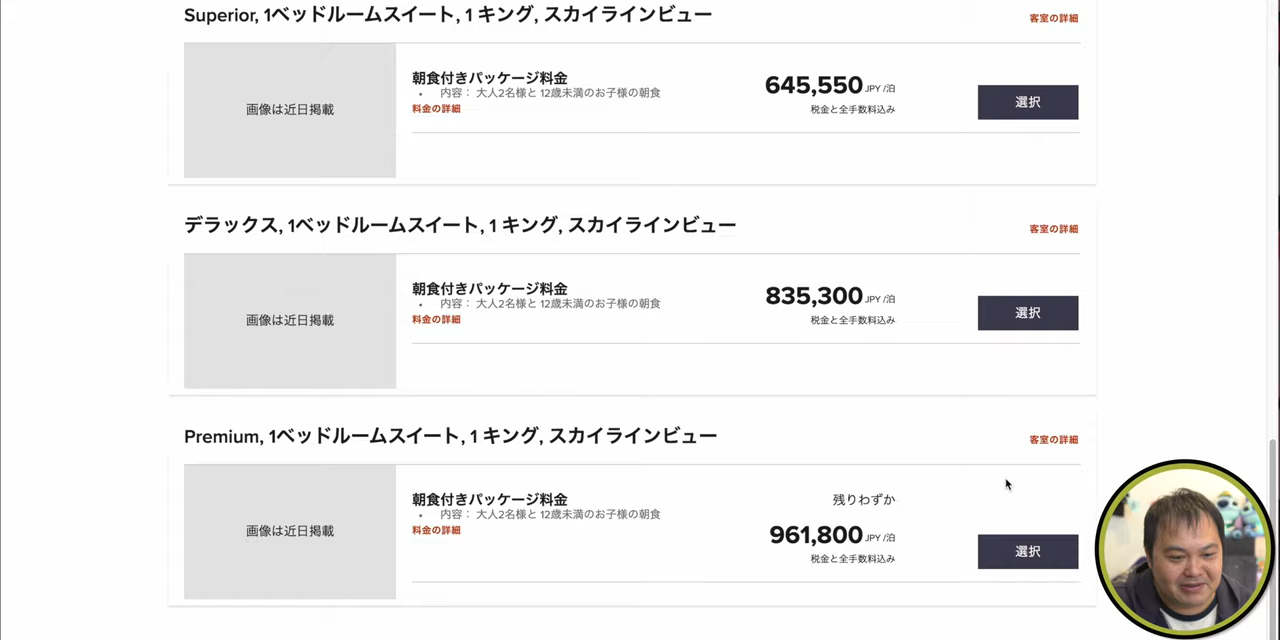 Superior, 1ベッドルームスイート, 1 キング, スカイラインビュー
客室の詳細
画像は近日掲載
朝食付きパッケージ料金
• 内容： 大人2名様と 12歳未満のお子様の朝食
料金の詳細
645,550 JPY /泊
税金と全手数料込み
選択
デラックス, 1ベッドルームスイート, 1 キング, スカイラインビュー
客室の詳細
画像は近日掲載
朝食付きパッケージ料金
• 内容： 大人2名様と 12歳未満のお子様の朝食
料金の詳細
835,300 JPY /泊
税金と全手数料込み
選択
Premium, 1ベッドルームスイート, 1 キング, スカイラインビュー
客室の詳細
画像は近日掲載
朝食付きパッケージ料金
• 内容： 大人2名様と 12歳未満のお子様の朝食
料金の詳細
残りわずか
961,800 JPY /泊
税金と全手数料込み
選択